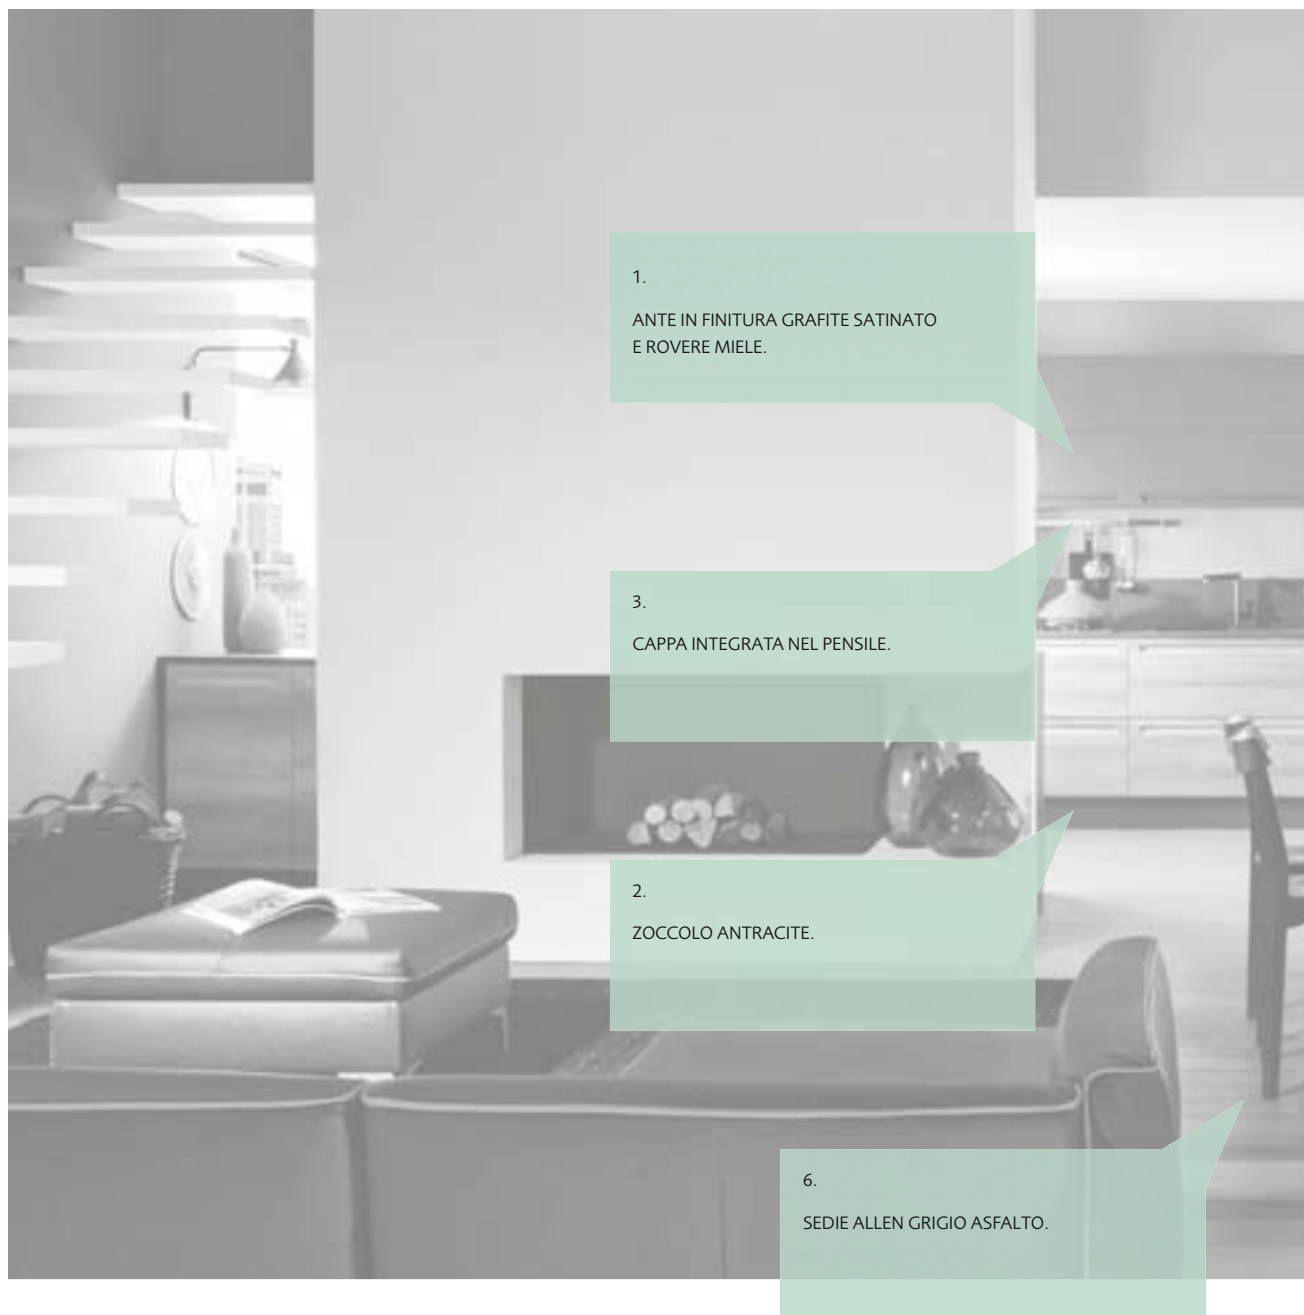 1.
ANTE IN FINITURA GRAFITE SATINATO
E ROVERE MIELE.
3.
CAPPA INTEGRATA NEL PENSILE.
2.
ZOCCOLO ANTRACITE.
6.
SEDIE ALLEN GRIGIO ASFALTO.